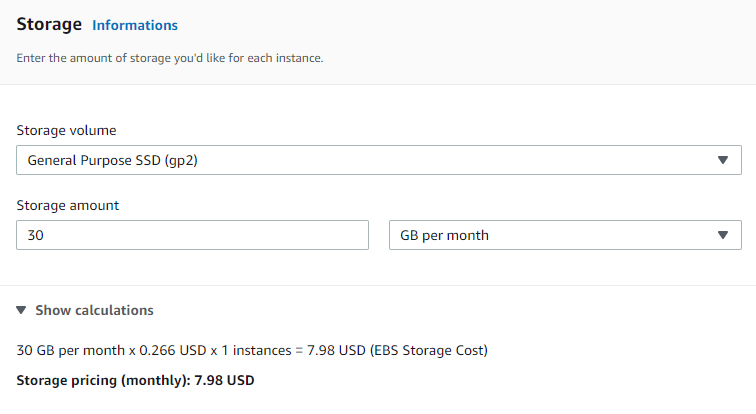 Storage Informations
Enter the amount of storage you'd like for each instance.
Storage volume
General Purpose SSD (gp2)
Storage amount
30 GB per month
Show calculations
30 GB per month x 0.266 USD x 1 instances = 7.98 USD (EBS Storage Cost)
Storage pricing (monthly): 7.98 USD